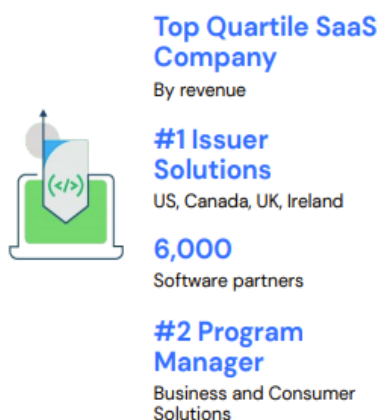 Top Quartile SaaS
Company
By revenue
(</>)
#1 Issuer
Solutions
US, Canada, UK, Ireland
6,000
Software partners
#2 Program
Manager
Business and Consumer
Solutions